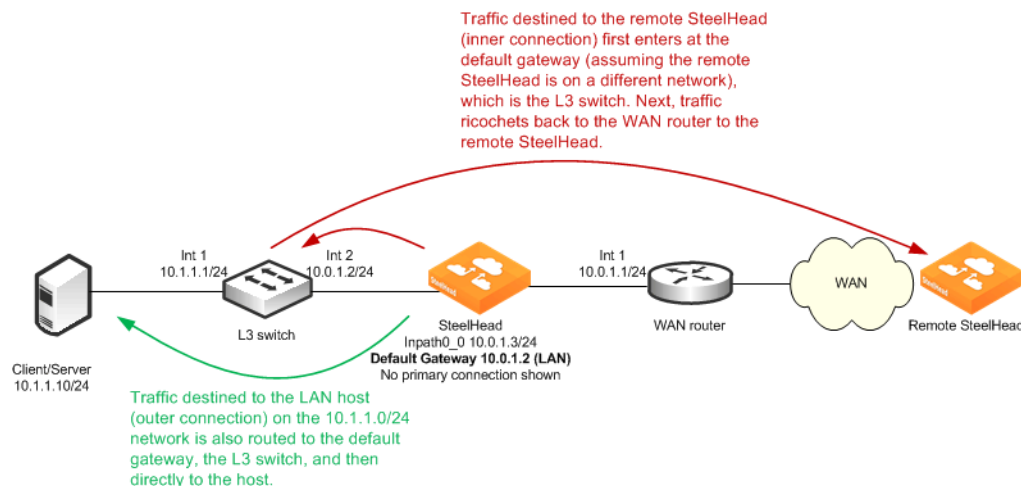 Traffic destined to the remote SteelHead
(inner connection) first enters at the
default gateway (assuming the remote
SteelHead is on a different network),
which is the L3 switch. Next, traffic
ricochets back to the WAN router to the
remote SteelHead.
Int 1
10.1.1.1/24
Int 2
10.0.1.2/24
Int 1
10.0.1.1/24
WAN
L3 switch
SteelHead
Inpath0_0 10.0.1.3/24
Default Gateway 10.0.1.2 (LAN)
No primary connection shown
WAN router
Remote SteelHead
Client/Server
10.1.1.10/24
Traffic destined to the LAN host
(outer connection) on the 10.1.1.0/24
network is also routed to the default
gateway, the L3 switch, and then
directly to the host.